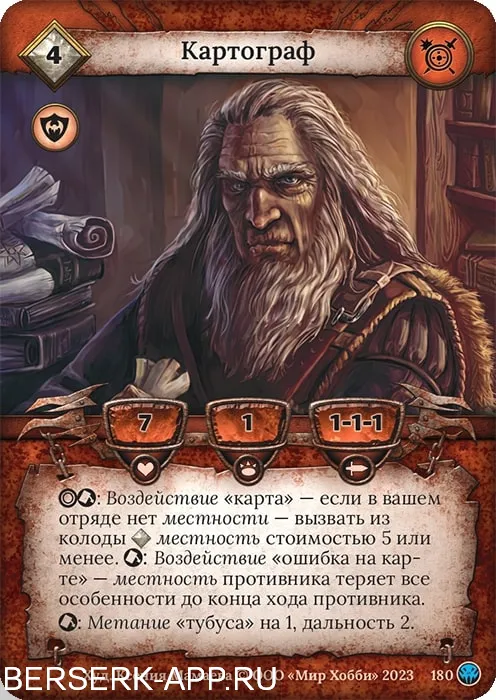 4
Картограф
7
1
1-1-1
: Воздействие «карта» — если в вашем
отряде нет местности — вызвать из
колоды местность стоимостью 5 или
менее. : Воздействие «ошибка на кар-
те» — местность противника теряет все
особенности до конца хода противника.
: Метание «тубуса» на 1, дальность 2.
ООО «Мир Хобби» 2023 180
BERSERK-APP.RU